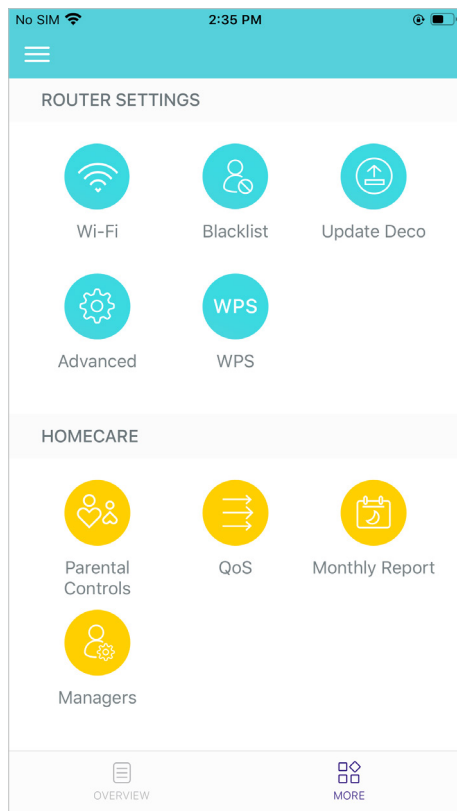 No SIM 2:35 PM
ROUTER SETTINGS
Wi-Fi Blacklist Update Deco
WPS
Advanced WPS
HOMECARE
Parental
Controls QoS Monthly Report
Managers
OVERVIEW MORE